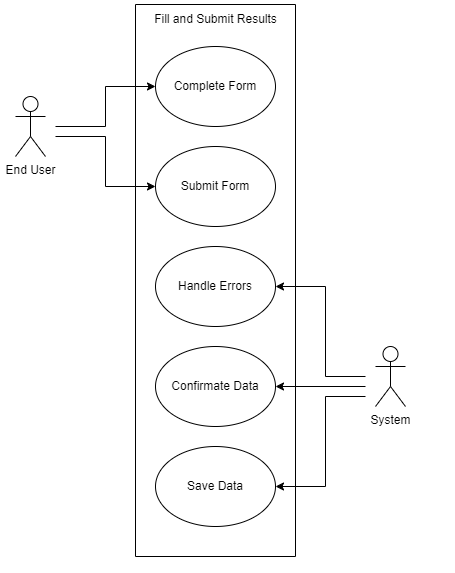 Fill and Submit Results
Complete Form
End User
Submit Form
Handle Errors
Confirmate Data
System
Save Data